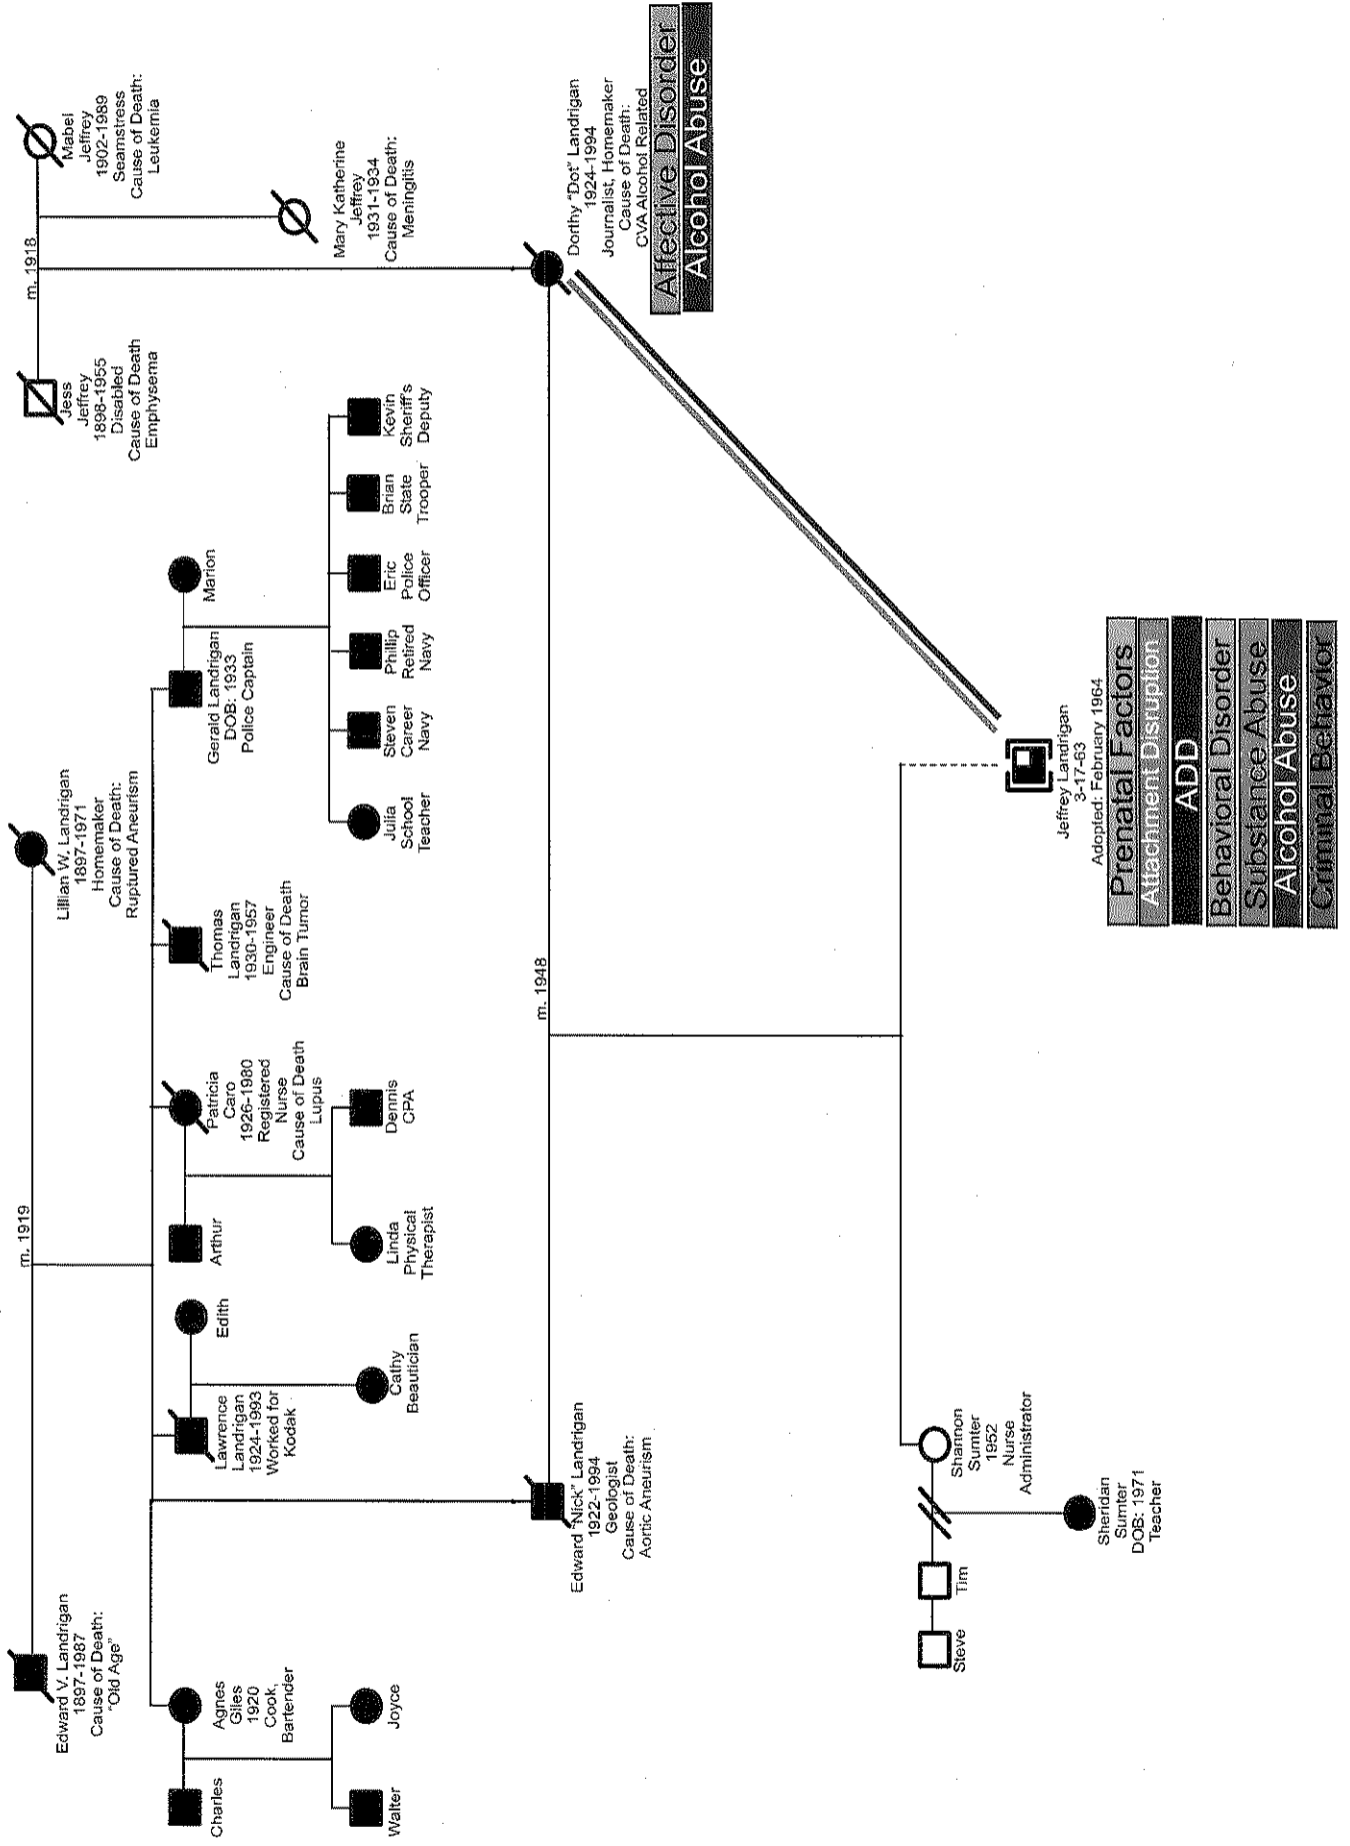 Edward V. Landrigan
1897-1987
Cause of Death:
"Old Age"
m. 1919
Lillian W. Landrigan
1897-1971
Homemaker
Cause of Death:
Ruptured Aneurism
Jess
Jeffrey
1898-1955
Disabled
Cause of Death
Emphysema
m. 1918
Mabel
Jeffrey
1902-1989
Seamstress
Cause of Death:
Leukemia
Charles
Agnes
Giles
1920
Cook,
Bartender
Walter
Joyce
Lawrence
Landrigan
1924-1993
Worked for
Kodak
Edith
Cathy
Beautician
Arthur
Patricia
Caro
1926-1980
Registered
Nurse
Cause of Death
Lupus
Linda
Physical
Therapist
Dennis
CPA
Thomas
Landrigan
1930-1957
Engineer
Cause of Death
Brain Tumor
Gerald Landrigan
DOB: 1933
Police Captain
Marion
Julia
School
Teacher
Steven
Career
Navy
Phillip
Retired
Navy
Eric
Police
Officer
Brian
State
Trooper
Kevin
Sheriff's
Deputy
Mary Katherine
Jeffrey
1931-1934
Cause of Death:
Meningitis
Edward "Nick" Landrigan
1922-1994
Geologist
Cause of Death:
Aortic Aneurism
m. 1948
Dorthy "Dot" Landrigan
1924-1994
Journalist, Homemaker
Cause of Death:
CVA Alcohol Related
Affective Disorder
Alcohol Abuse
Steve
Tim
Shannon
Sumter
1952
Nurse
Administrator
Sheridan
Sumter
DOB: 1971
Teacher
Jeffrey Landrigan
3-17-63
Adopted: February 1964
Prenatal Factors
Attachment Disruption
ADD
Behavioral Disorder
Substance Abuse
Alcohol Abuse
Criminal Behavior